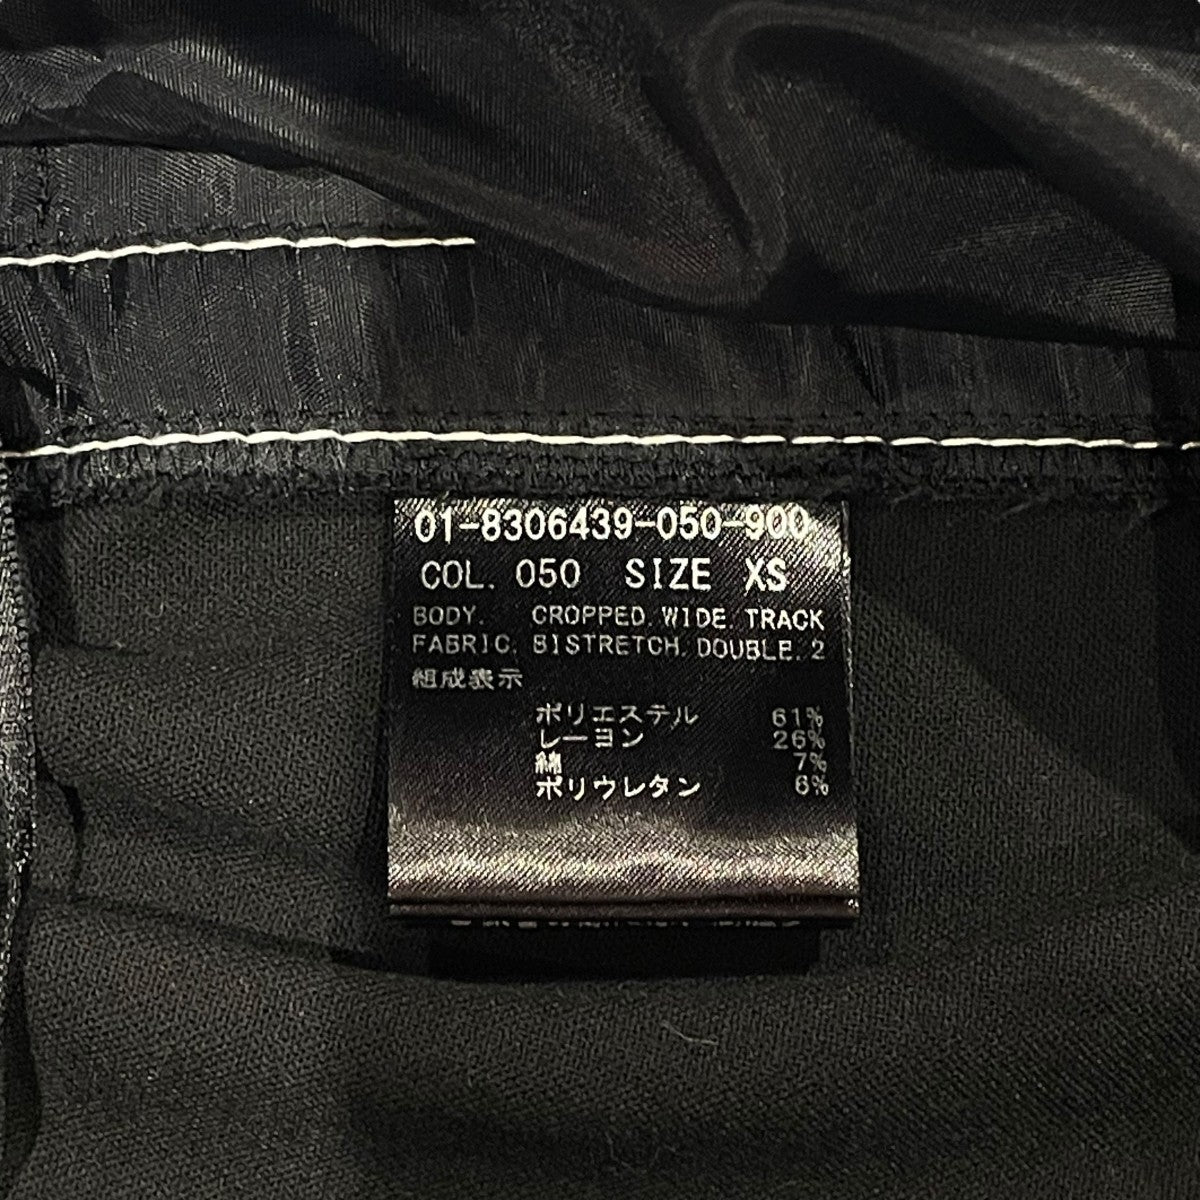 01-8306439-050-900
COL. 050 SIZE XS
BODY. CROPPED.WIDE.TRACK
FABRIC. BISTRETCH.DOUBLE.2
組成表示
ポリエステル 61%
レーヨン 26%
綿 7%
ポリウレタン 6%